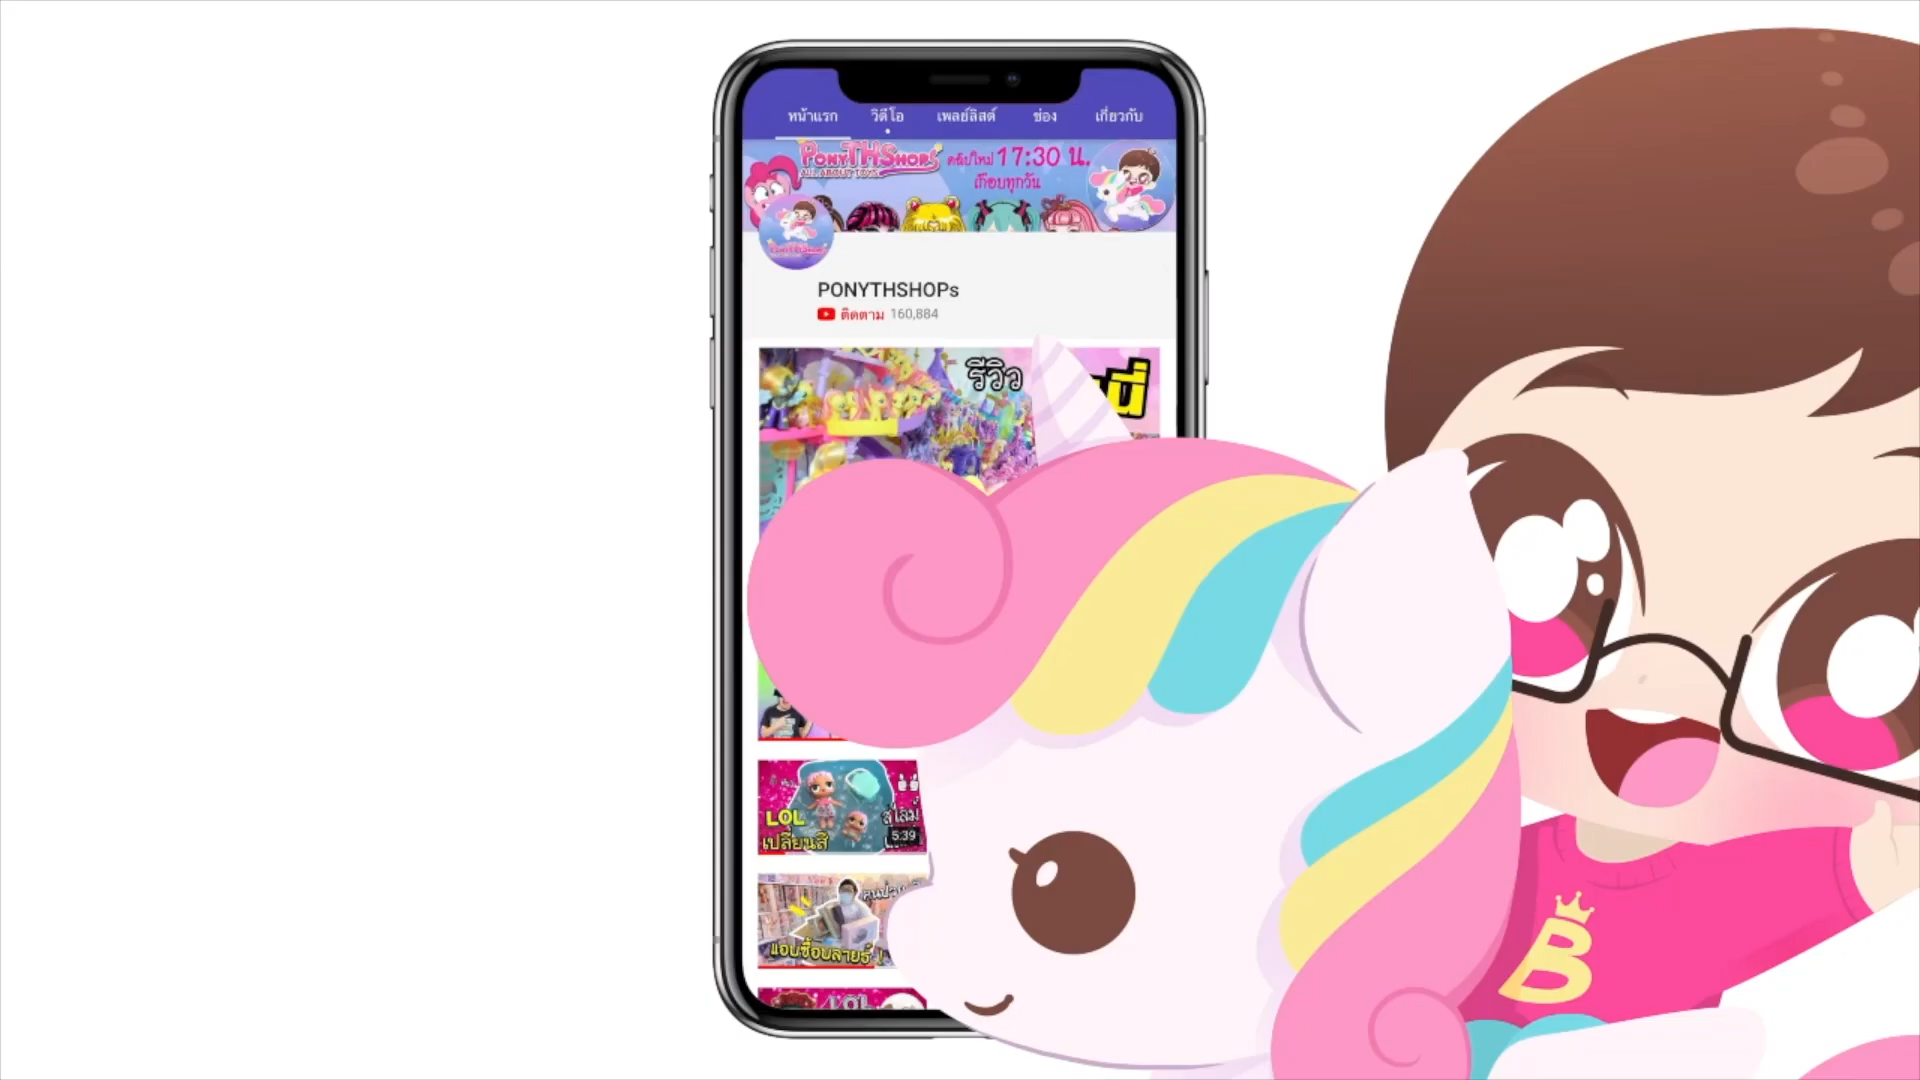 หน้าแรก วิดีโอ เพลย์ลิสต์ ช่อง เกี่ยวกับ
PONYTHSHOPS คลิปใหม่ 17:30 น.
ALL ABOUT TOYS เกือบทุกวัน
PONYTHSHOPs
ติดตาม 160,884
รีวิว
LOL
5:39
เปลี่ยนสี
แอบซื้อบลายธ์ !
LOL
B